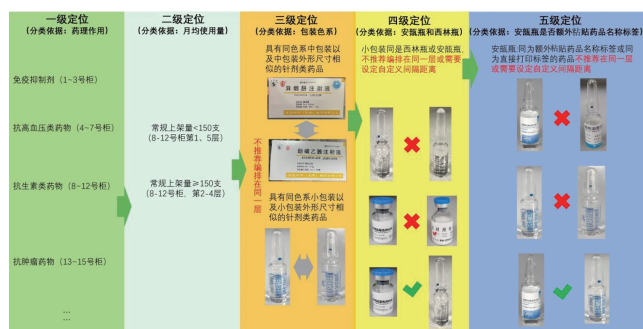 一级定位
(分类依据：药理作用)
免疫抑制剂（1~3号柜）
抗高血压类药物（4~7号柜）
抗生素类药物（8~12号柜）
抗肿瘤药物（13~15号柜）
...
二级定位
(分类依据：月均使用量)
常规上架量<150支
(8-12号柜第1、5层)
常规上架量≥150支
(8-12号柜，第2-4层)
三级定位
(分类依据：包装色系)
具有同色系中包装以
及中包装外形尺寸相
似的针剂类药品
不推荐编排在同一层
具有同色系小包装以
及小包装外形尺寸相
似的针剂类药品
四级定位
(分类依据：安瓿瓶和西林瓶)
小包装同是西林瓶或安瓿瓶，
不推荐编排在同一层或需要
设定自定义间隔距离
五级定位
(分类依据：安瓿瓶是否额外粘贴药品名称标签)
安瓿瓶:同为额外粘贴药品名称标签或同
为直接打印标签的药品不推荐在同一层
或需要设定自定义间隔距离